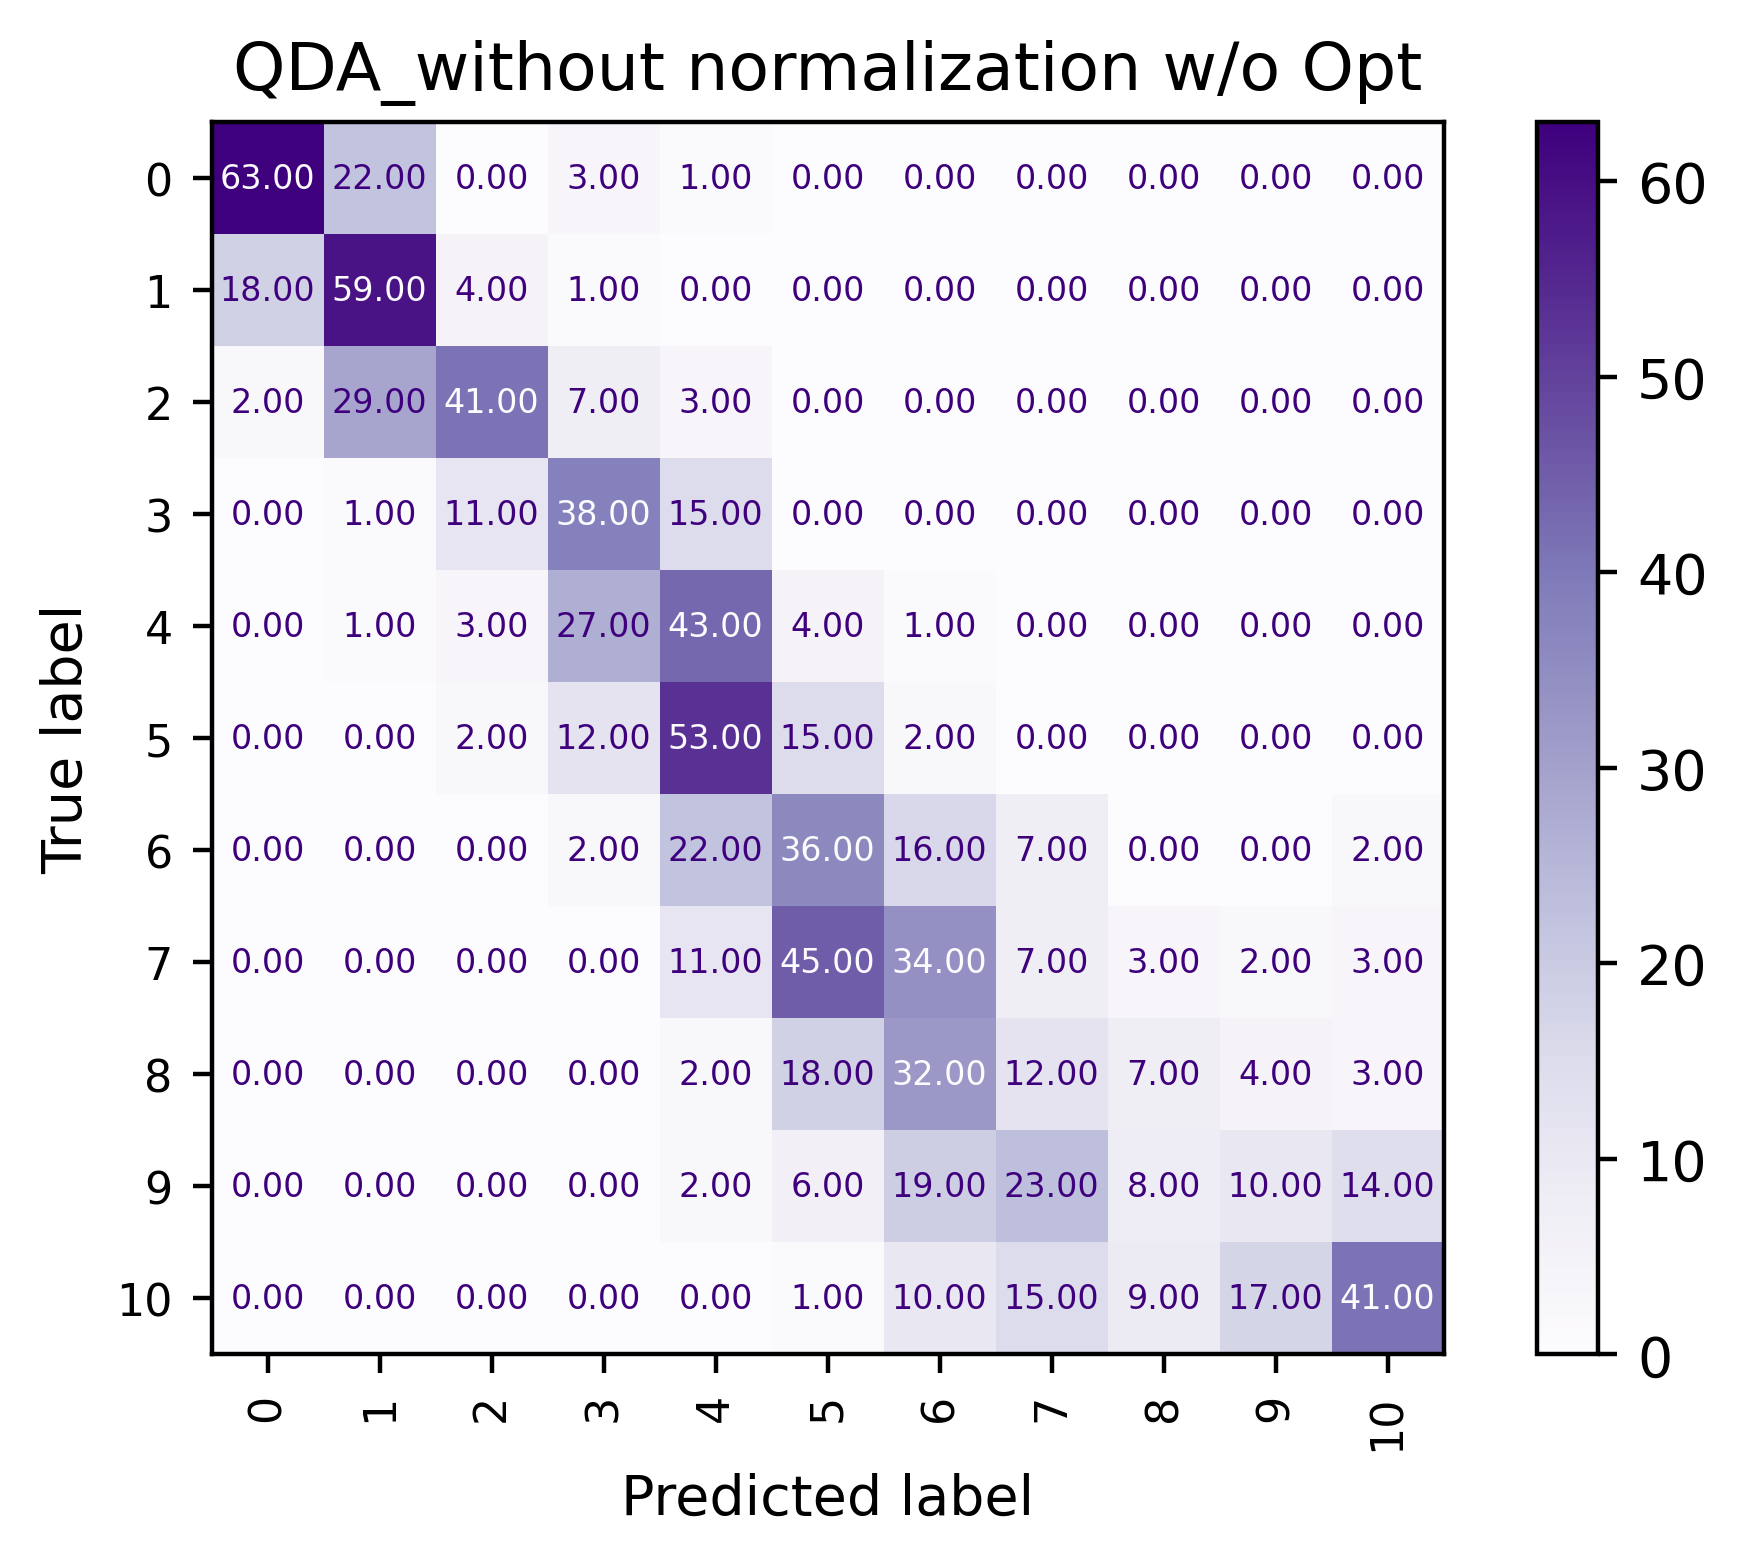 QDA_without normalization w/o Opt
0 63.00 22.00 0.00 3.00 1.00 0.00 0.00 0.00 0.00 0.00 0.00
1 18.00 59.00 4.00 1.00 0.00 0.00 0.00 0.00 0.00 0.00 0.00
2 2.00 29.00 41.00 7.00 3.00 0.00 0.00 0.00 0.00 0.00 0.00
3 0.00 1.00 11.00 38.00 15.00 0.00 0.00 0.00 0.00 0.00 0.00
4 0.00 1.00 3.00 27.00 43.00 4.00 1.00 0.00 0.00 0.00 0.00
5 0.00 0.00 2.00 12.00 53.00 15.00 2.00 0.00 0.00 0.00 0.00
6 0.00 0.00 0.00 2.00 22.00 36.00 16.00 7.00 0.00 0.00 2.00
7 0.00 0.00 0.00 0.00 11.00 45.00 34.00 7.00 3.00 2.00 3.00
8 0.00 0.00 0.00 0.00 2.00 18.00 32.00 12.00 7.00 4.00 3.00
9 0.00 0.00 0.00 0.00 2.00 6.00 19.00 23.00 8.00 10.00 14.00
10 0.00 0.00 0.00 0.00 0.00 1.00 10.00 15.00 9.00 17.00 41.00
0 1 2 3 4 5 6 7 8 9 10
Predicted label
True label
60
50
40
30
20
10
0